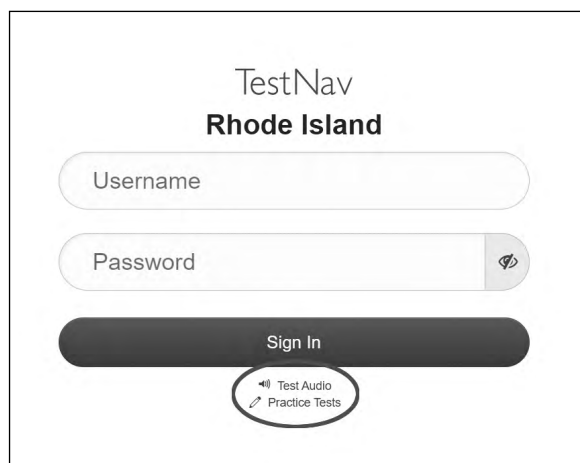 TestNav
Rhode Island
Username
Password
Sign In
Test Audio
Practice Tests